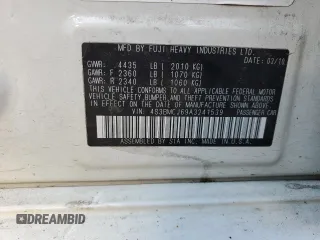 MFD BY FUJI HEAVY INDUSTRIES LTD.
GVWR: 4435 LB (2010 KG) 02/10
GAWR: F 2360 LB (1070 KG)
GAWR: R 2340 LB (1060 KG)
THIS VEHICLE CONFORMS TO ALL APPLICABLE FEDERAL MOTOR
VEHICLE SAFETY, BUMPER AND THEFT PREVENTION STANDARDS
IN EFFECT ON THE DATE OF MANUFACTURE SHOWN ABOVE.
VIN: 4S3BMCJ69A3241539 PASSENGER CAR
ASSEMBLED BY SIA INC. MADE IN U.S.A.
DREAMBID